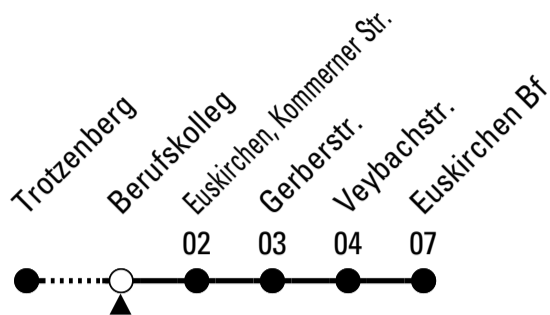 Trotzenberg
Berufskolleg
Euskirchen, Kommerner Str.
Gerberstr.
Veybachstr.
Euskirchen Bf
02 03 04 07